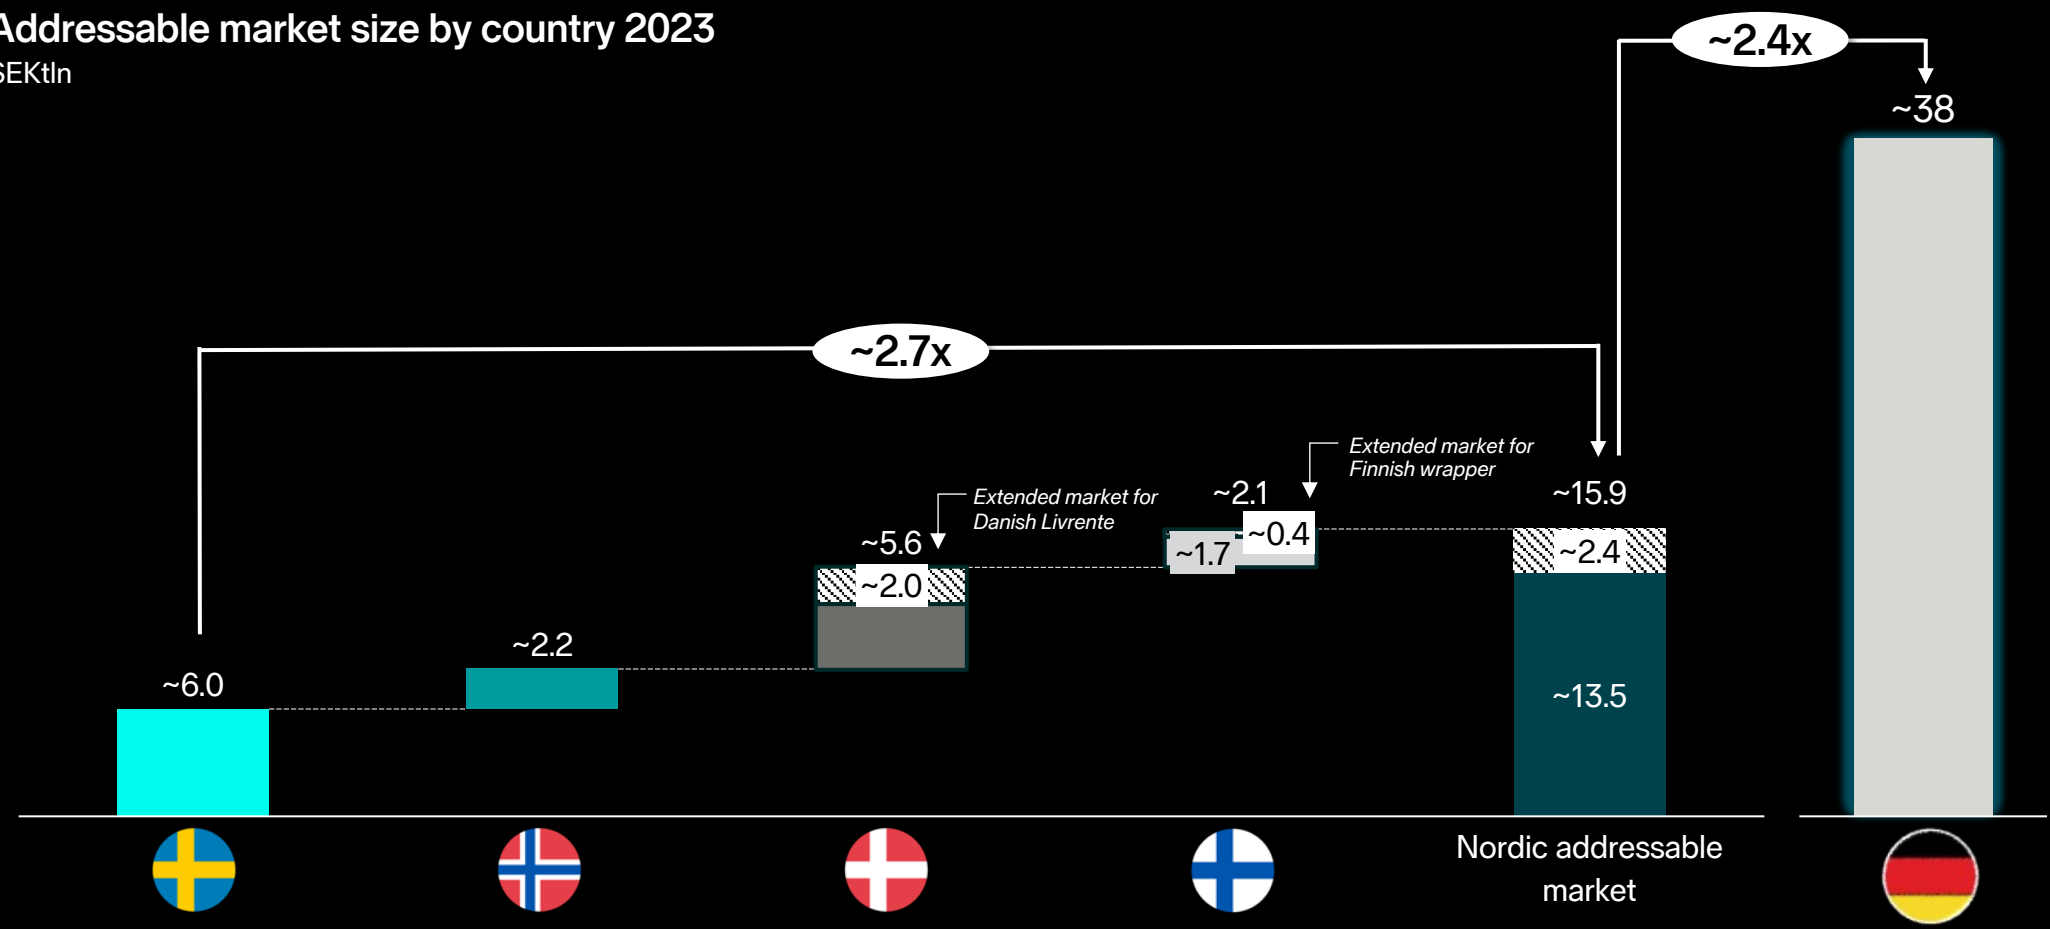 Addressable market size by country 2023
SEKtln
~2.4x
~38
~2.7x
Extended market for
Finnish wrapper
Extended market for
Danish Livrente
~2.1
~15.9
~0.4
~1.7
~2.4
~5.6
~2.0
~2.2
~6.0
~13.5
Nordic addressable
market